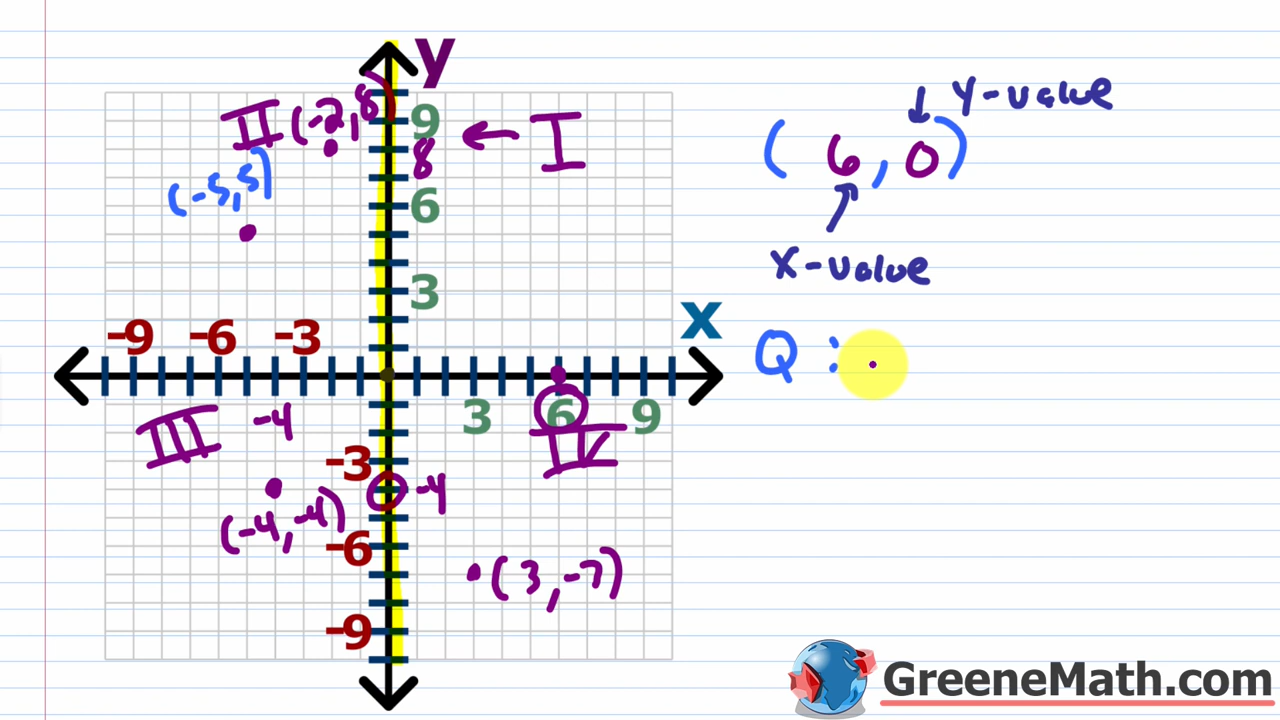 y
II (-2, 8)
9
← I
8
(-5, 5)
6
3
x
-9 -6 -3
3 6 9
III -4
IV
-3
-4
(-4, -4)
-6
(3, -7)
-9
Y-value
(6, 0)
X-value
Q :
GreeneMath.com